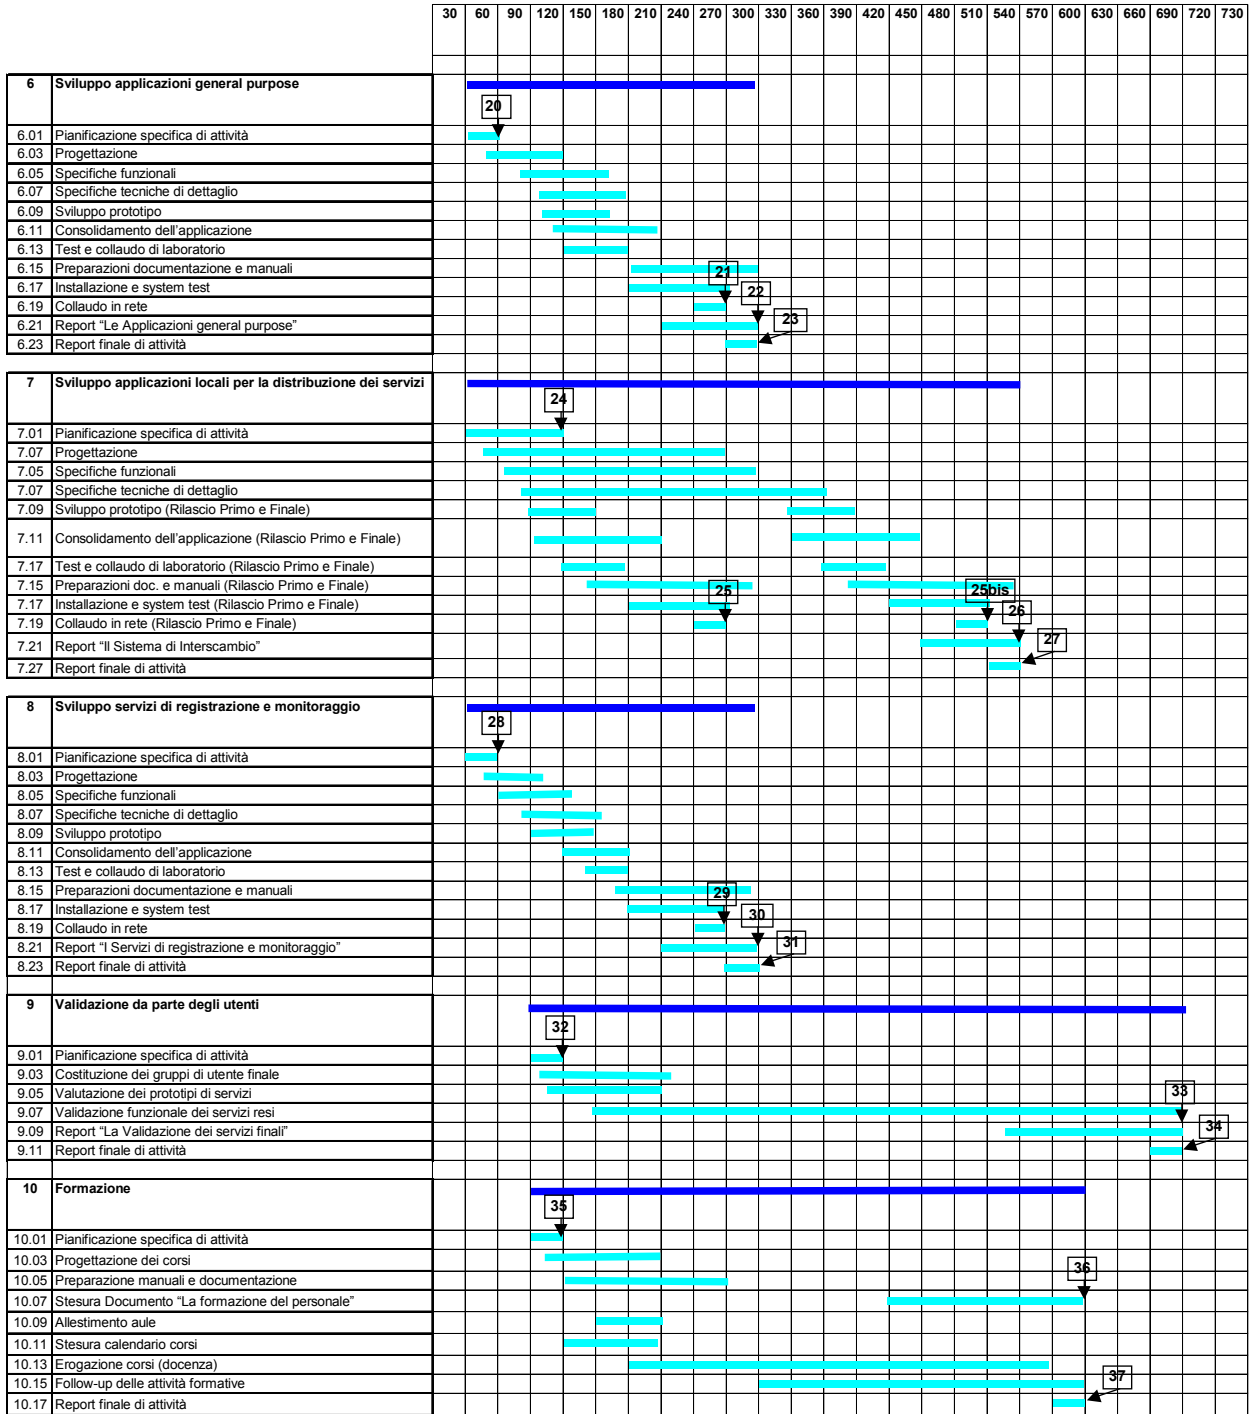 30 60 90 120 150 180 210 240 270 300 330 360 390 420 450 480 510 540 570 600 630 660 690 720 730
6 Sviluppo applicazioni general purpose
20
6.01 Pianificazione specifica di attività
6.03 Progettazione
6.05 Specifiche funzionali
6.07 Specifiche tecniche di dettaglio
6.09 Sviluppo prototipo
6.11 Consolidamento dell'applicazione
6.13 Test e collaudo di laboratorio
6.15 Preparazioni documentazione e manuali
21
6.17 Installazione e system test
22
6.19 Collaudo in rete
23
6.21 Report "Le Applicazioni general purpose"
6.23 Report finale di attività
7 Sviluppo applicazioni locali per la distribuzione dei servizi
24
7.01 Pianificazione specifica di attività
7.07 Progettazione
7.05 Specifiche funzionali
7.07 Specifiche tecniche di dettaglio
7.09 Sviluppo prototipo (Rilascio Primo e Finale)
7.11 Consolidamento dell'applicazione (Rilascio Primo e Finale)
7.17 Test e collaudo di laboratorio (Rilascio Primo e Finale)
7.15 Preparazioni doc. e manuali (Rilascio Primo e Finale)
25 25bis
7.17 Installazione e system test (Rilascio Primo e Finale)
26
7.19 Collaudo in rete (Rilascio Primo e Finale)
27
7.21 Report "Il Sistema di Interscambio"
7.27 Report finale di attività
8 Sviluppo servizi di registrazione e monitoraggio
28
8.01 Pianificazione specifica di attività
8.03 Progettazione
8.05 Specifiche funzionali
8.07 Specifiche tecniche di dettaglio
8.09 Sviluppo prototipo
8.11 Consolidamento dell'applicazione
8.13 Test e collaudo di laboratorio
8.15 Preparazioni documentazione e manuali
29
8.17 Installazione e system test
30
8.19 Collaudo in rete
31
8.21 Report "I Servizi di registrazione e monitoraggio"
8.23 Report finale di attività
9 Validazione da parte degli utenti
32
9.01 Pianificazione specifica di attività
9.03 Costituzione dei gruppi di utente finale
9.05 Valutazione dei prototipi di servizi
33
9.07 Validazione funzionale dei servizi resi
34
9.09 Report "La Validazione dei servizi finali"
9.11 Report finale di attività
10 Formazione
35
10.01 Pianificazione specifica di attività
10.03 Progettazione dei corsi
36
10.05 Preparazione manuali e documentazione
10.07 Stesura Documento "La formazione del personale"
10.09 Allestimento aule
10.11 Stesura calendario corsi
10.13 Erogazione corsi (docenza)
37
10.15 Follow-up delle attività formative
10.17 Report finale di attività